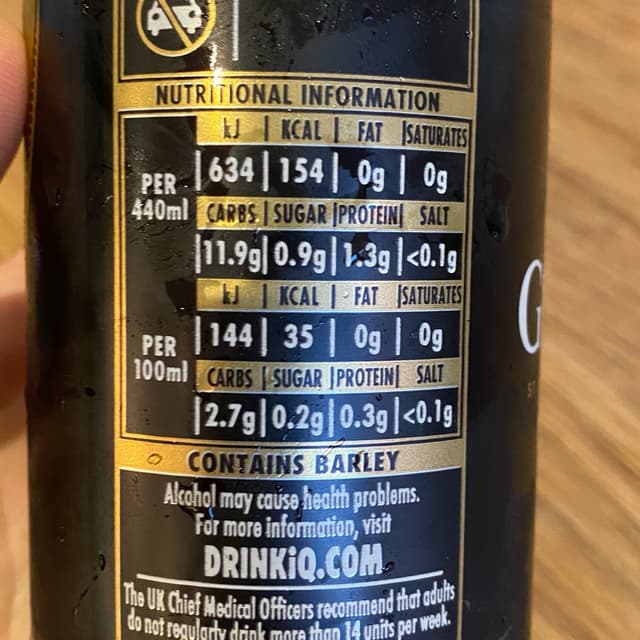 NUTRITIONAL INFORMATION
kJ | KCAL | FAT | SATURATES
PER 440ml | 634 | 154 | 0g | 0g
CARBS | SUGAR | PROTEIN | SALT
11.9g | 0.9g | 1.3g | <0.1g
kJ | KCAL | FAT | SATURATES
PER 100ml | 144 | 35 | 0g | 0g
CARBS | SUGAR | PROTEIN | SALT
2.7g | 0.2g | 0.3g | <0.1g
CONTAINS BARLEY
Alcohol may cause health problems.
For more information, visit
DRINKiQ.COM
The UK Chief Medical Officers recommend that adults
do not regularly drink more than 14 units per week.
G